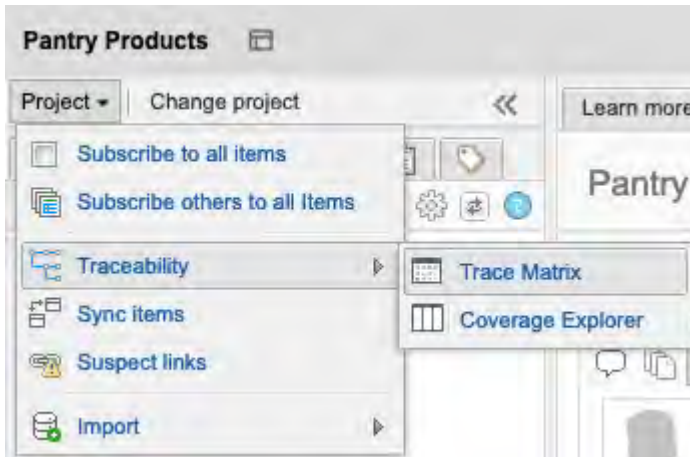 Pantry Products
Project Change project
Learn more
Subscribe to all items
Subscribe others to all Items
Pantry
Traceability
Trace Matrix
Sync items
Coverage Explorer
Suspect links
Import